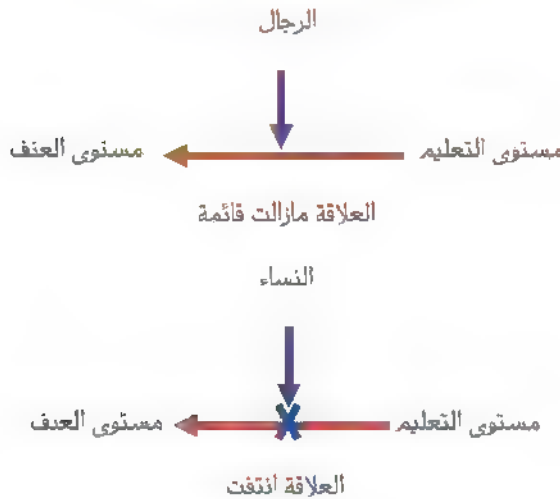 الرجال
مستوى التعليم مستوى العنف
العلاقة مازالت قائمة
النساء
مستوى التعليم مستوى العنف
العلاقة انتفت